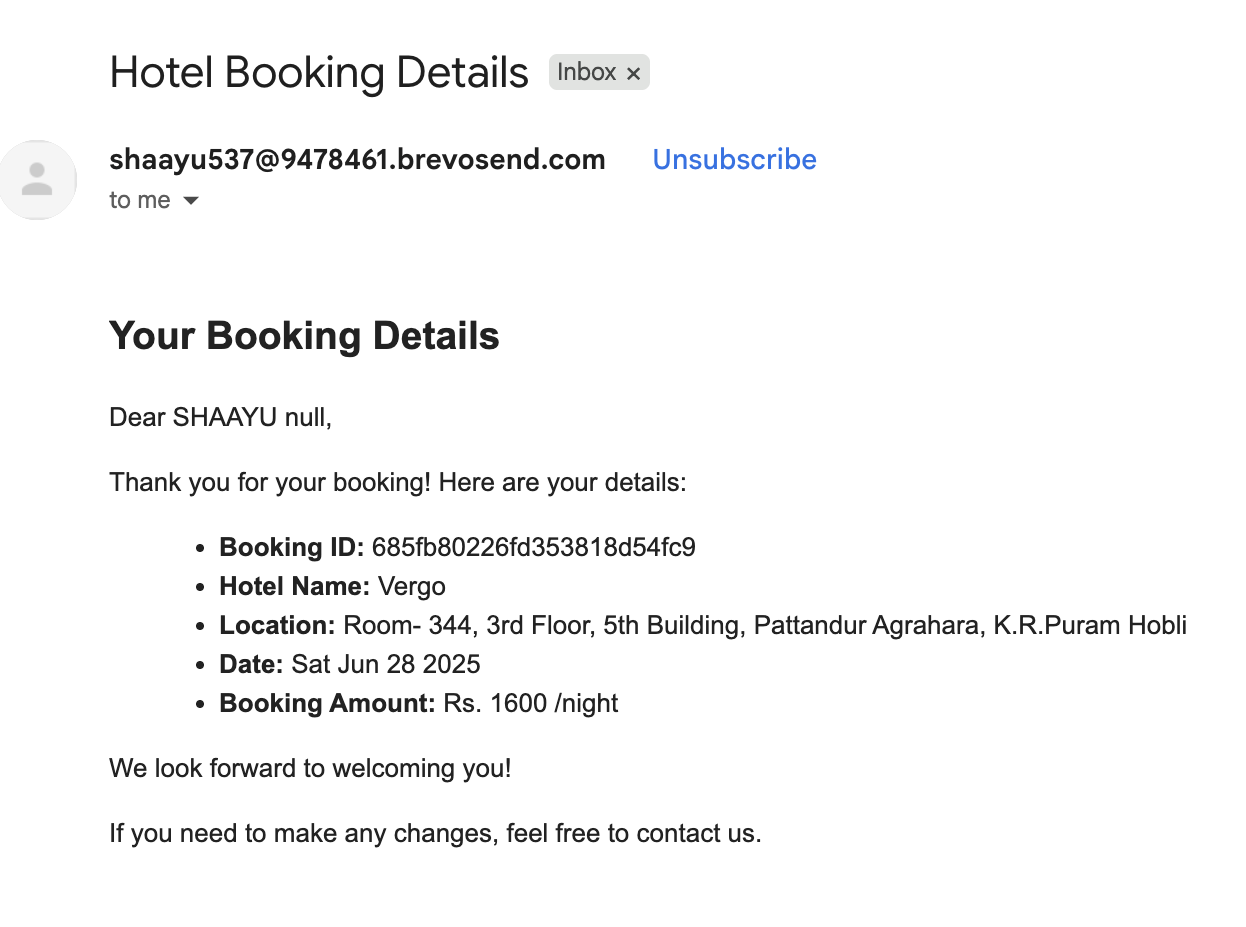 Hotel Booking Details Inbox ×
shaayu537@9478461.brevosend.com Unsubscribe
to me
Your Booking Details
Dear SHAAYU null,
Thank you for your booking! Here are your details:
• Booking ID: 685fb80226fd353818d54fc9
• Hotel Name: Vergo
• Location: Room- 344, 3rd Floor, 5th Building, Pattandur Agrahara, K.R.Puram Hobli
• Date: Sat Jun 28 2025
• Booking Amount: Rs. 1600 /night
We look forward to welcoming you!
If you need to make any changes, feel free to contact us.